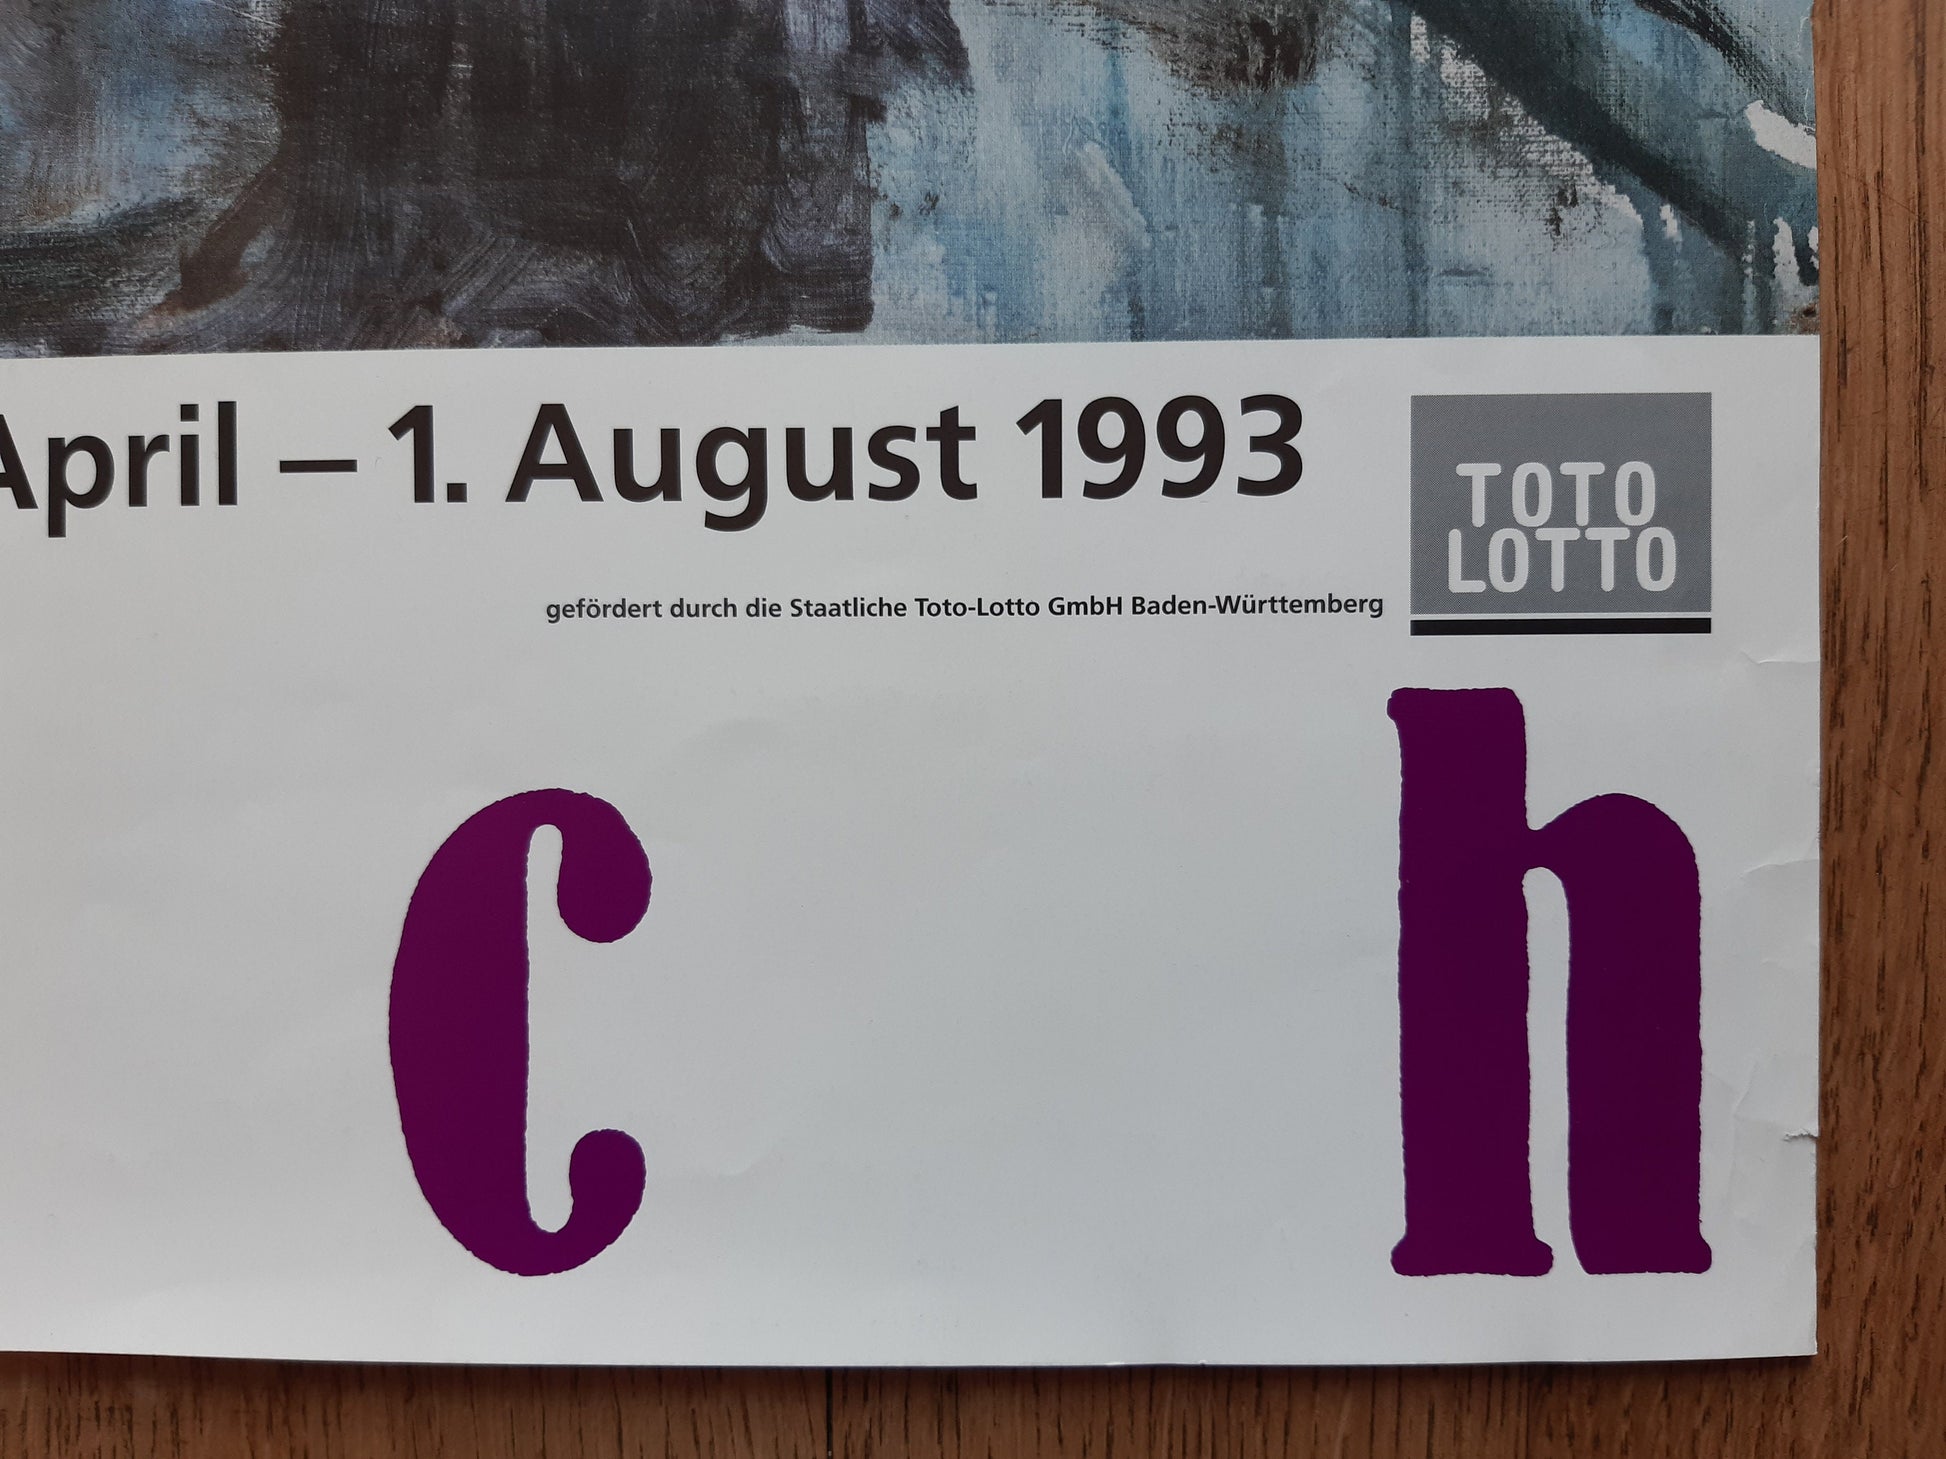 April – 1. August 1993
TOTO
LOTTO
gefördert durch die Staatliche Toto-Lotto GmbH Baden-Württemberg
c h